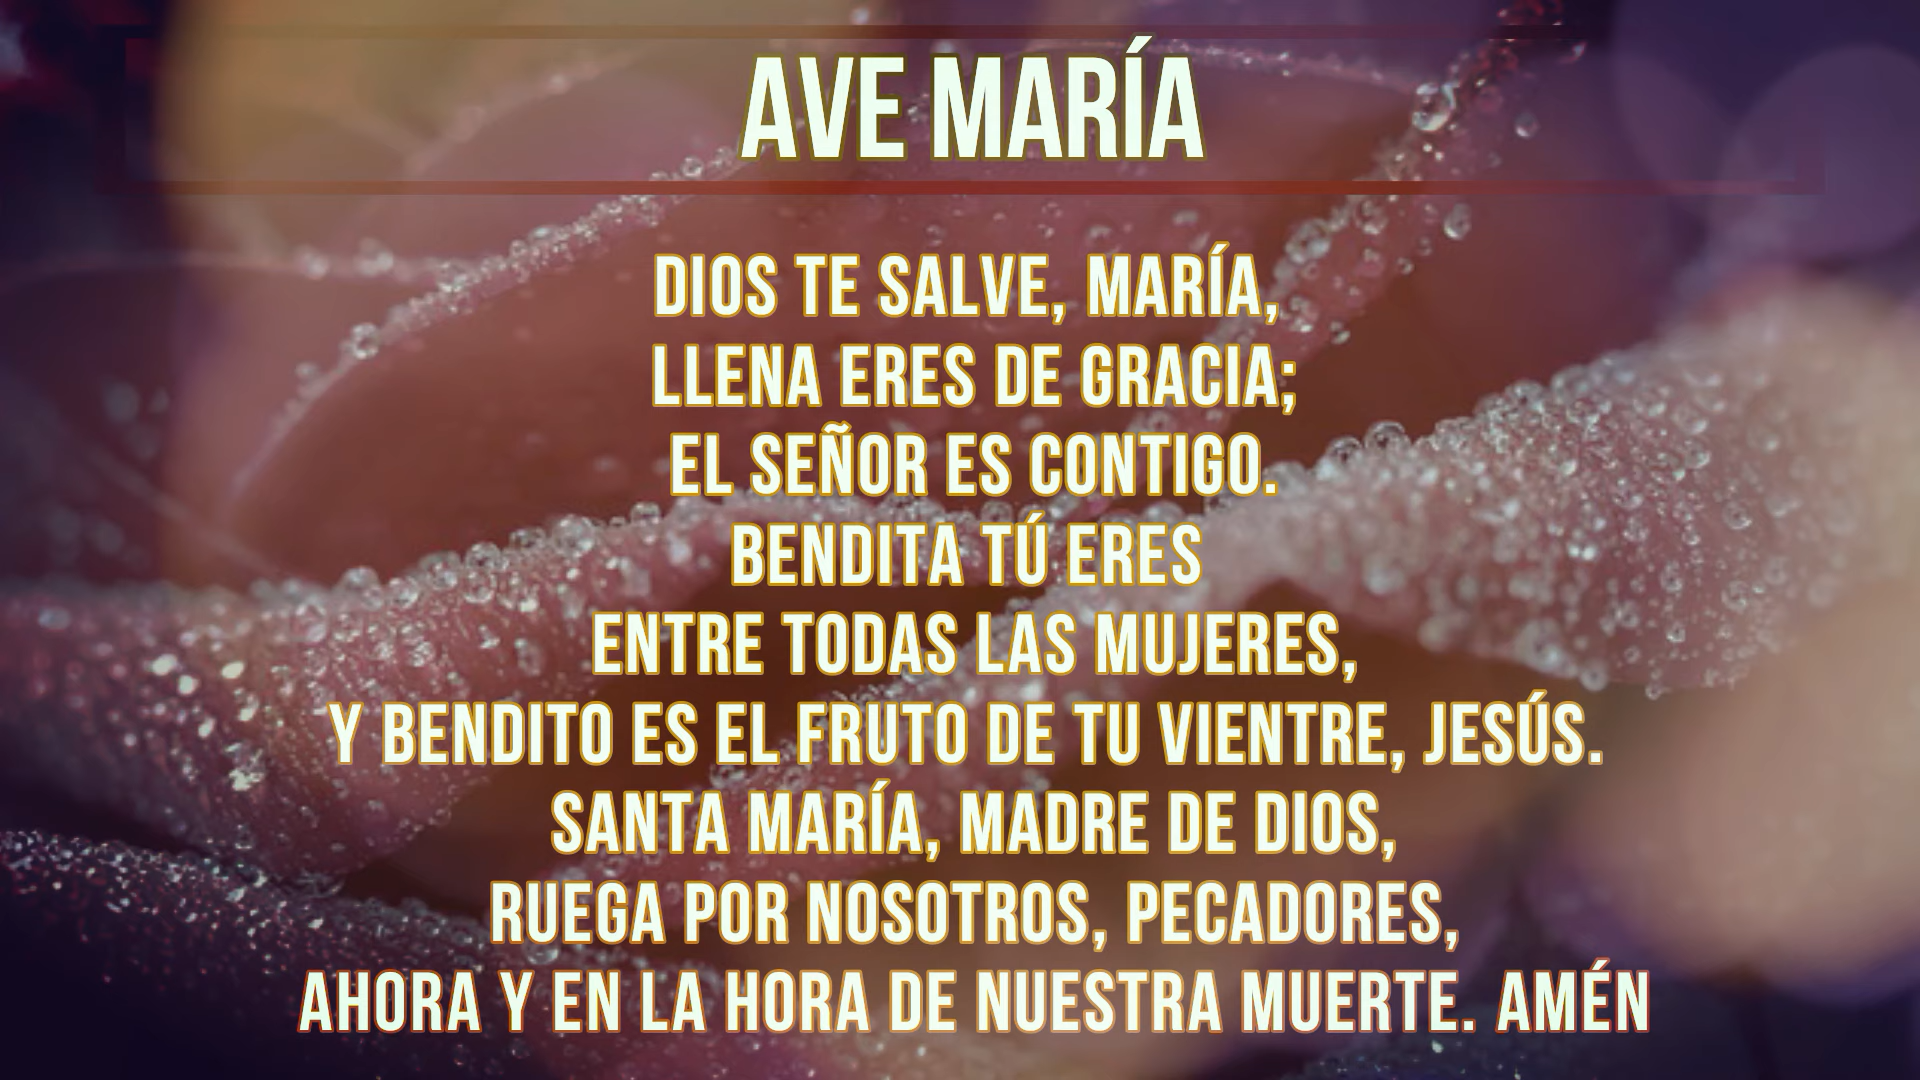 AVE MARÍA
DIOS TE SALVE, MARÍA,
LLENA ERES DE GRACIA;
EL SEÑOR ES CONTIGO.
BENDITA TÚ ERES
ENTRE TODAS LAS MUJERES,
Y BENDITO ES EL FRUTO DE TU VIENTRE, JESÚS.
SANTA MARÍA, MADRE DE DIOS,
RUEGA POR NOSOTROS, PECADORES,
AHORA Y EN LA HORA DE NUESTRA MUERTE. AMÉN